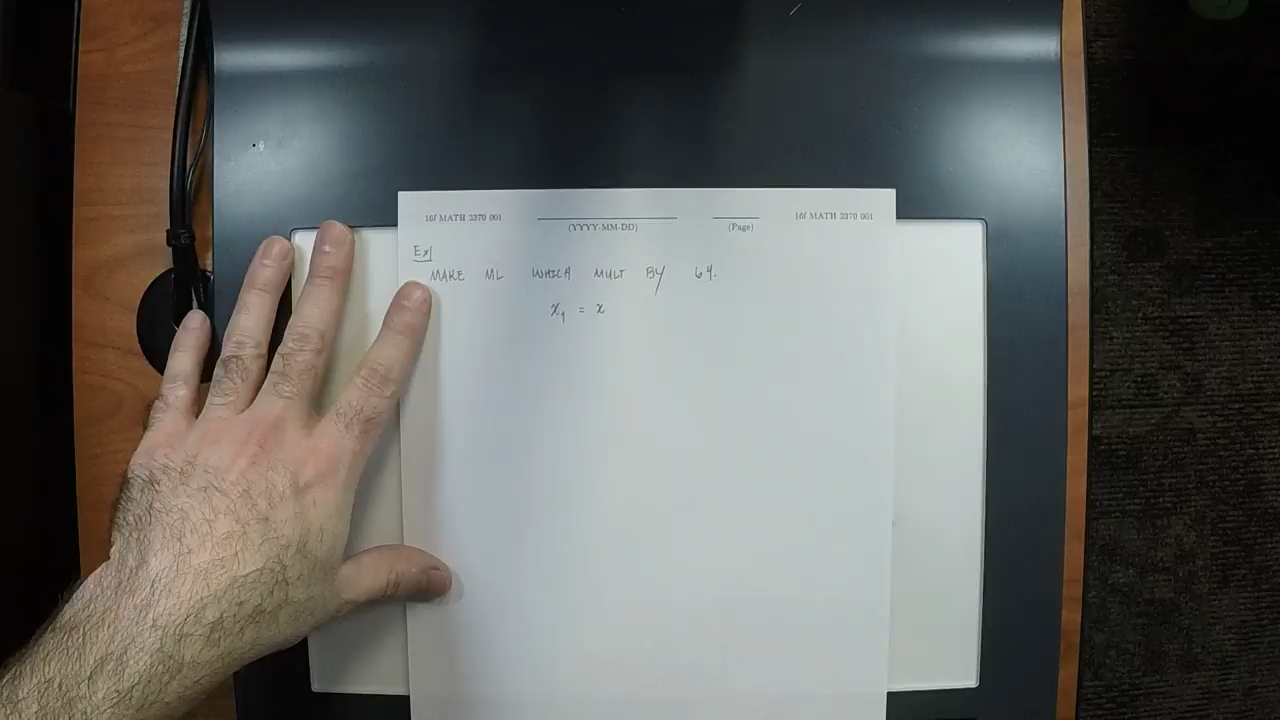 16f MATH 2370 001 (YYYY-MM-DD) (Page) 16f MATH 2370 001
Ex|
MAKE ML WHICH MULT BY 64.
x₁ = x